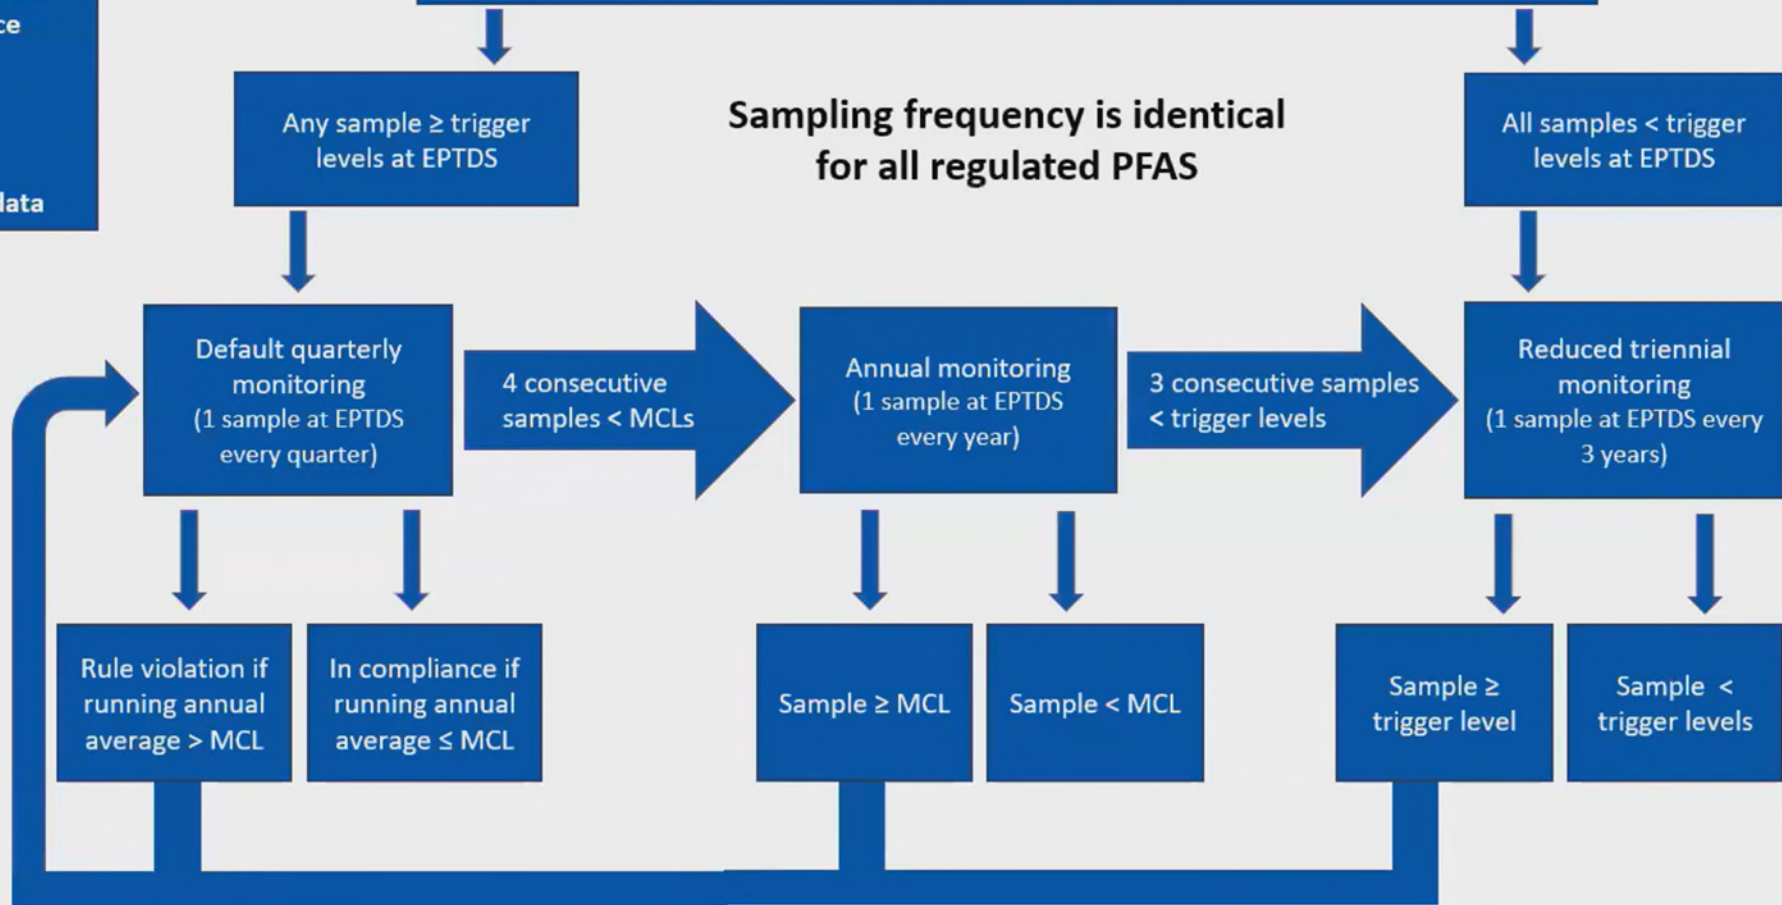 Any sample ≥ trigger
levels at EPTDS
Sampling frequency is identical
for all regulated PFAS
All samples < trigger
levels at EPTDS
Default quarterly
monitoring
(1 sample at EPTDS
every quarter)
4 consecutive
samples < MCLs
Annual monitoring
(1 sample at EPTDS
every year)
3 consecutive samples
< trigger levels
Reduced triennial
monitoring
(1 sample at EPTDS every
3 years)
Rule violation if
running annual
average > MCL
In compliance if
running annual
average ≤ MCL
Sample ≥ MCL
Sample < MCL
Sample ≥
trigger level
Sample <
trigger levels